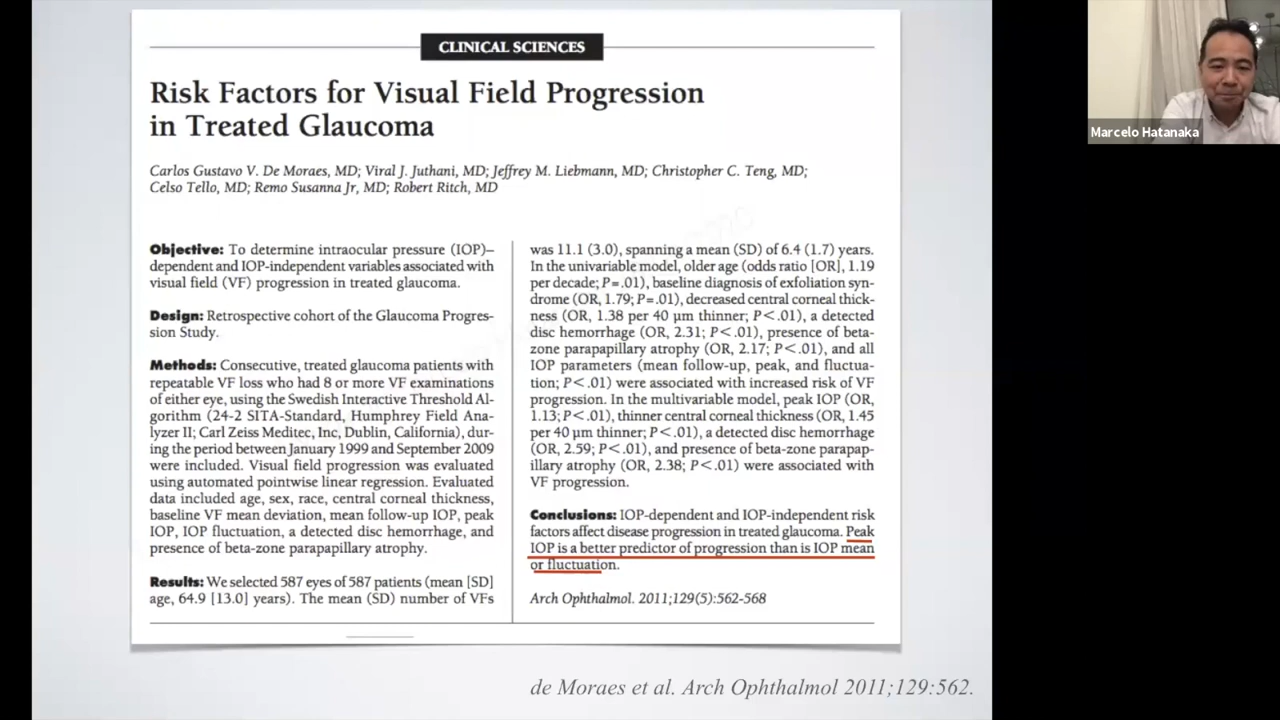 CLINICAL SCIENCES
Risk Factors for Visual Field Progression
in Treated Glaucoma
Carlos Gustavo V. De Moraes, MD; Viral J. Juthani, MD; Jeffrey M. Liebmann, MD; Christopher C. Teng, MD;
Celso Tello, MD; Remo Susanna Jr, MD; Robert Ritch, MD
Objective: To determine intraocular pressure (IOP)–
dependent and IOP-independent variables associated with
visual field (VF) progression in treated glaucoma.
Design: Retrospective cohort of the Glaucoma Progres-
sion Study.
Methods: Consecutive, treated glaucoma patients with
repeatable VF loss who had 8 or more VF examinations
of either eye, using the Swedish Interactive Threshold Al-
gorithm (24-2 SITA-Standard, Humphrey Field Ana-
lyzer II; Carl Zeiss Meditec, Inc, Dublin, California), dur-
ing the period between January 1999 and September 2009
were included. Visual field progression was evaluated
using automated pointwise linear regression. Evaluated
data included age, sex, race, central corneal thickness,
baseline VF mean deviation, mean follow-up IOP, peak
IOP, IOP fluctuation, a detected disc hemorrhage, and
presence of beta-zone parapapillary atrophy.
Results: We selected 587 eyes of 587 patients (mean [SD]
age, 64.9 [13.0] years). The mean (SD) number of VFs
was 11.1 (3.0), spanning a mean (SD) of 6.4 (1.7) years.
In the univariable model, older age (odds ratio [OR], 1.19
per decade; P=.01), baseline diagnosis of exfoliation syn-
drome (OR, 1.79; P=.01), decreased central corneal thick-
ness (OR, 1.38 per 40 μm thinner; P<.01), a detected
disc hemorrhage (OR, 2.31; P<.01), presence of beta-
zone parapapillary atrophy (OR, 2.17; P<.01), and all
IOP parameters (mean follow-up, peak, and fluctua-
tion; P<.01) were associated with increased risk of VF
progression. In the multivariable model, peak IOP (OR,
1.13; P<.01), thinner central corneal thickness (OR, 1.45
per 40 μm thinner; P<.01), a detected disc hemorrhage
(OR, 2.59; P<.01), and presence of beta-zone parapap-
illary atrophy (OR, 2.38; P<.01) were associated with
VF progression.
Conclusions: IOP-dependent and IOP-independent risk
factors affect disease progression in treated glaucoma. Peak
IOP is a better predictor of progression than is IOP mean
or fluctuation.
Arch Ophthalmol. 2011;129(5):562-568
de Moraes et al. Arch Ophthalmol 2011;129:562.
Marcelo Hatanaka